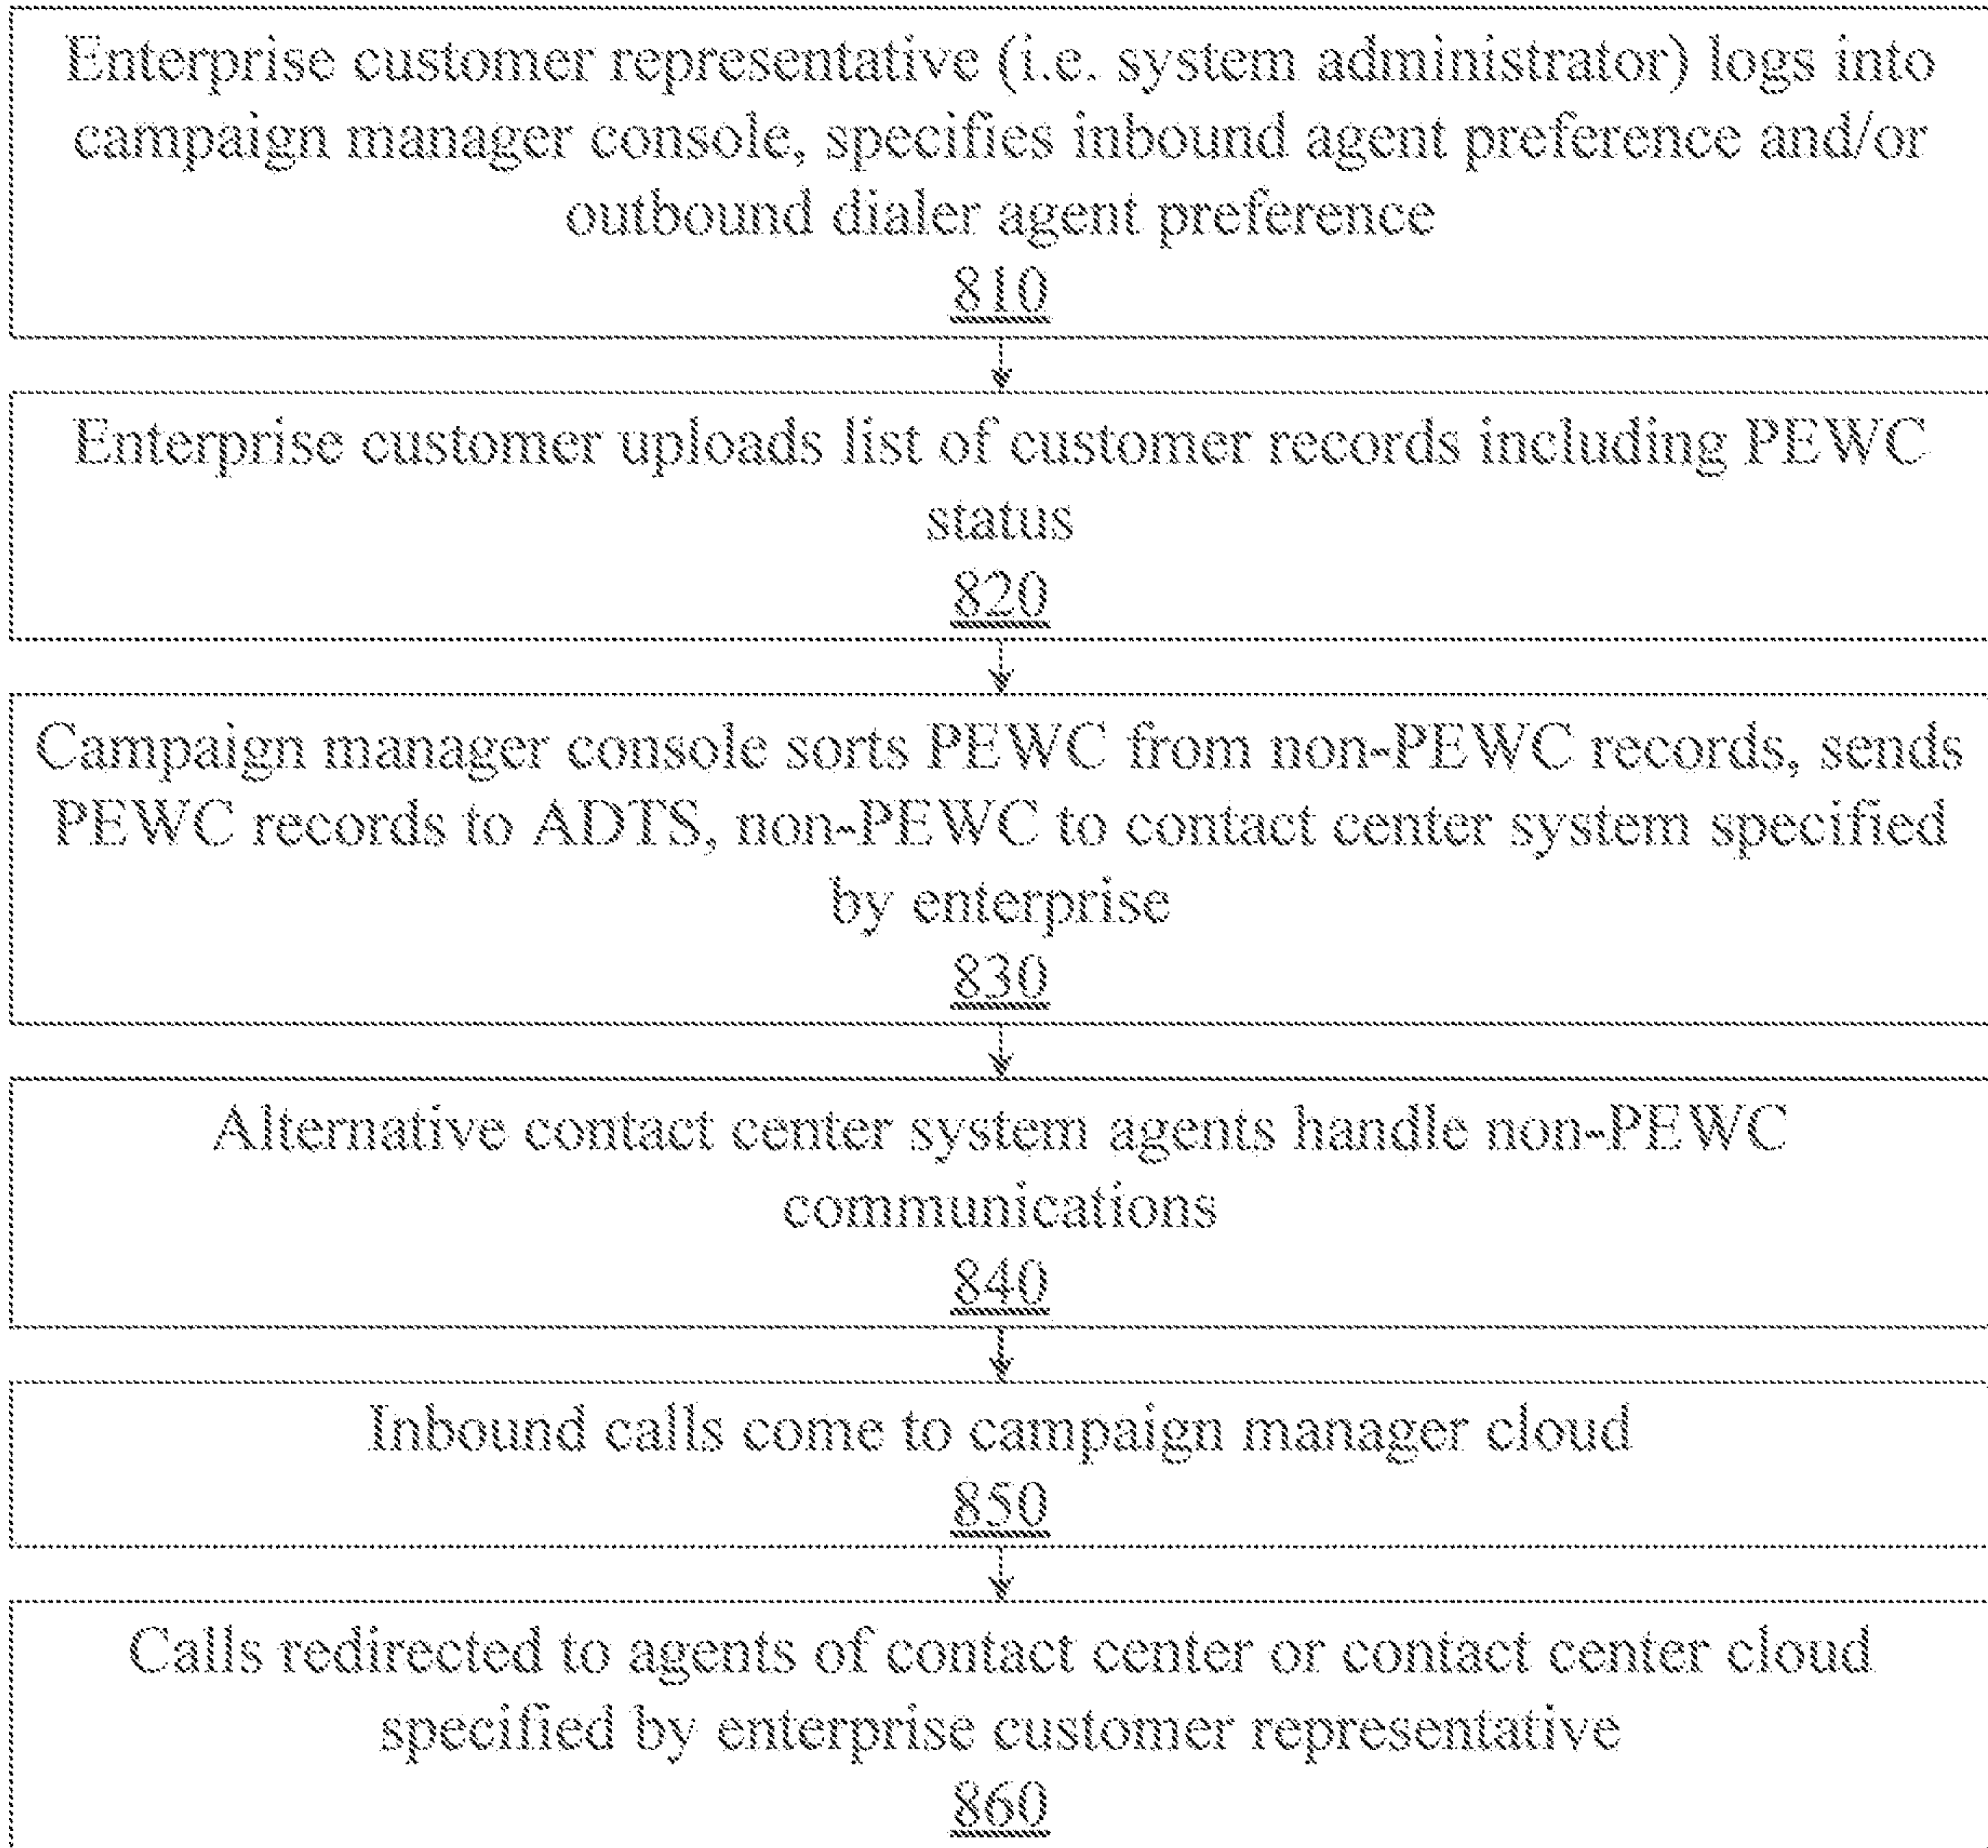 Enterprise customer representative (i.e. system administrator) logs into
campaign manager console, specifies inbound agent preference and/or
outbound dialer agent preference
810
Enterprise customer uploads list of customer records including PEWC
status
820
Campaign manager console sorts PEWC from non-PEWC records, sends
PEWC records to ADTS, non-PEWC to contact center system specified
by enterprise
830
Alternative contact center system agents handle non-PEWC
communications
840
Inbound calls come to campaign manager cloud
850
Calls redirected to agents of contact center or contact center cloud
specified by enterprise customer representative
860